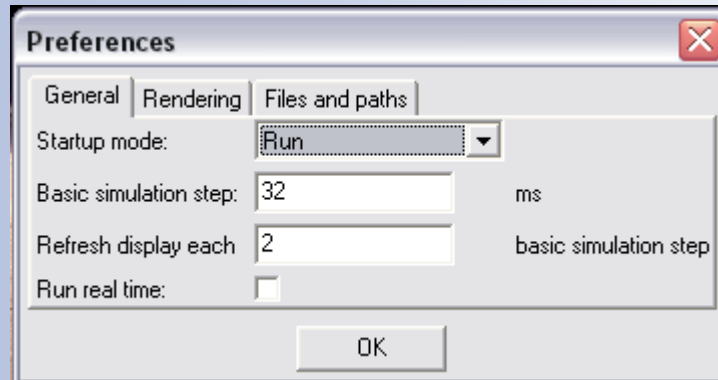 Preferences
General Rendering Files and paths
Startup mode: Run
Basic simulation step: 32 ms
Refresh display each 2 basic simulation step
Run real time:
OK